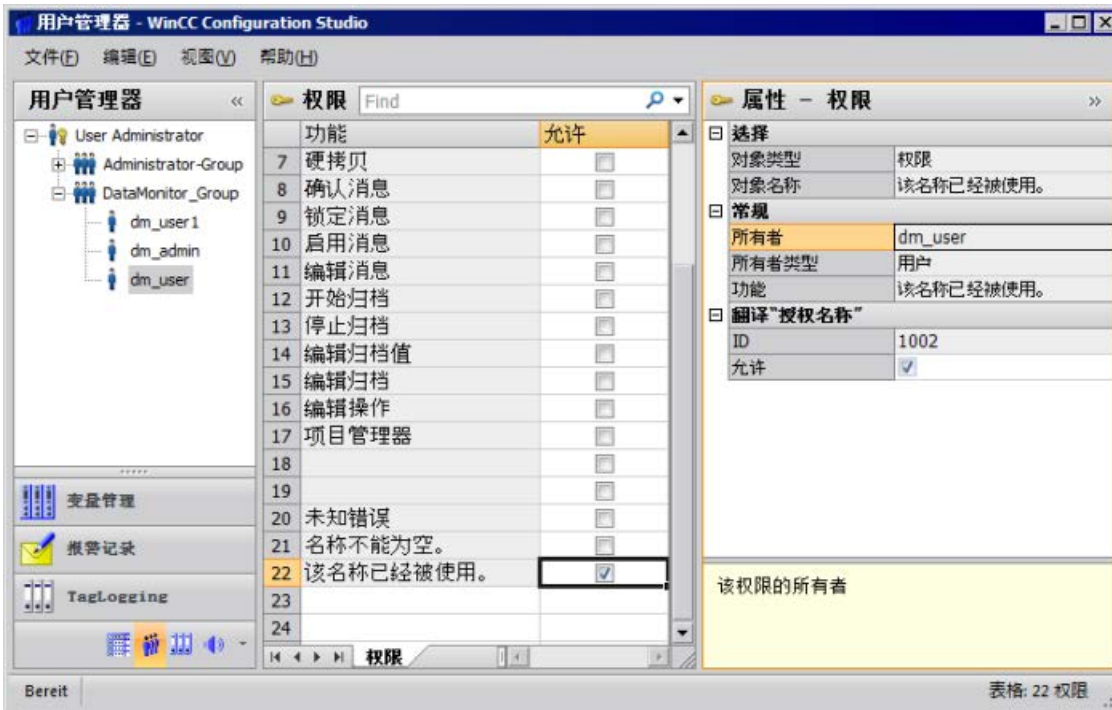 用户管理器 - WinCC Configuration Studio
文件(F) 编辑(E) 视图(V) 帮助(H)
用户管理器 «
User Administrator
Administrator-Group
DataMonitor_Group
dm_user1
dm_admin
dm_user
变量管理
报警记录
TagLogging
权限 Find
功能 允许
7 硬拷贝
8 确认消息
9 锁定消息
10 启用消息
11 编辑消息
12 开始归档
13 停止归档
14 编辑归档值
15 编辑归档
16 编辑操作
17 项目管理器
18
19
20 未知错误
21 名称不能为空。
22 该名称已经被使用。
23
24
权限
属性 - 权限 »
选择
对象类型 权限
对象名称 该名称已经被使用。
常规
所有者 dm_user
所有者类型 用户
功能 该名称已经被使用。
翻译"授权名称"
ID 1002
允许
该权限的所有者
Bereit 表格: 22 权限